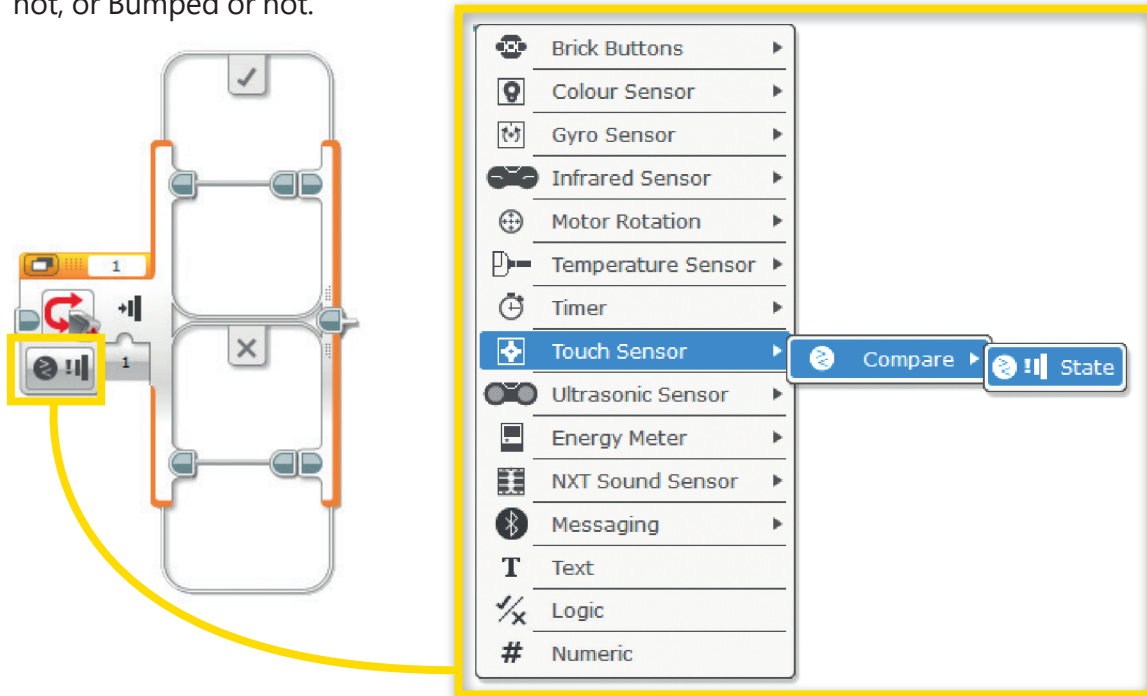 not, or Bumped or not.
1
1
Brick Buttons
Colour Sensor
Gyro Sensor
Infrared Sensor
Motor Rotation
Temperature Sensor
Timer
Touch Sensor
Compare
State
Ultrasonic Sensor
Energy Meter
NXT Sound Sensor
Messaging
T Text
Logic
# Numeric